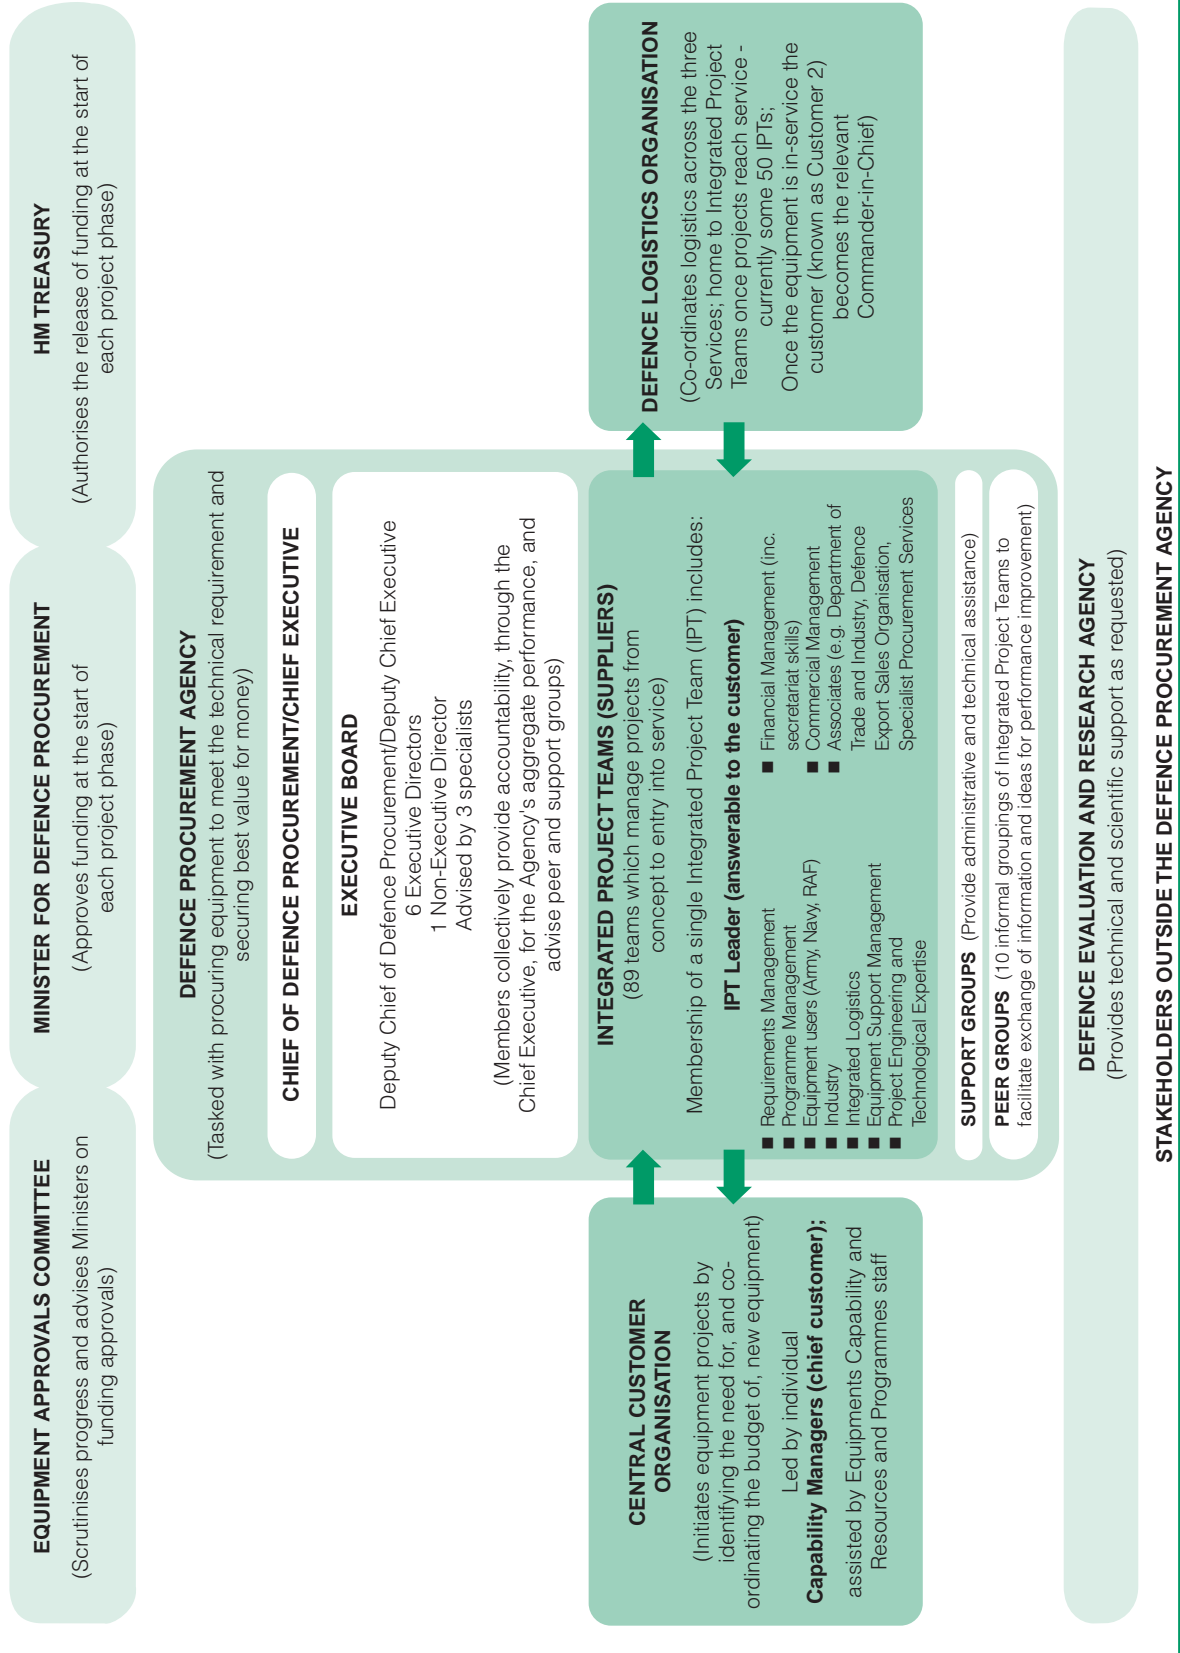 EQUIPMENT APPROVALS COMMITTEE
(Scrutinises progress and advises Ministers on
funding approvals)
MINISTER FOR DEFENCE PROCUREMENT
(Approves funding at the start of
each project phase)
HM TREASURY
(Authorises the release of funding at the start of
each project phase)
DEFENCE PROCUREMENT AGENCY
(Tasked with procuring equipment to meet the technical requirement and
securing best value for money)
CHIEF OF DEFENCE PROCUREMENT/CHIEF EXECUTIVE
EXECUTIVE BOARD
Deputy Chief of Defence Procurement/Deputy Chief Executive
6 Executive Directors
1 Non-Executive Director
Advised by 3 specialists
(Members collectively provide accountability, through the
Chief Executive, for the Agency's aggregate performance, and
advise peer and support groups)
CENTRAL CUSTOMER
ORGANISATION
(Initiates equipment projects by
identifying the need for, and co-
ordinating the budget of, new equipment)
Led by individual
Capability Managers (chief customer);
assisted by Equipments Capability and
Resources and Programmes staff
INTEGRATED PROJECT TEAMS (SUPPLIERS)
(89 teams which manage projects from
concept to entry into service)
Membership of a single Integrated Project Team (IPT) includes:
IPT Leader (answerable to the customer)
■ Requirements Management
■ Programme Management
■ Equipment users (Army, Navy, RAF)
■ Industry
■ Integrated Logistics
■ Equipment Support Management
■ Project Engineering and
Technological Expertise
■ Financial Management (inc.
secretariat skills)
■ Commercial Management
■ Associates (e.g. Department of
Trade and Industry, Defence
Export Sales Organisation,
Specialist Procurement Services
DEFENCE LOGISTICS ORGANISATION
(Co-ordinates logistics across the three
Services; home to Integrated Project
Teams once projects reach service -
currently some 50 IPTs;
Once the equipment is in-service the
customer (known as Customer 2)
becomes the relevant
Commander-in-Chief)
SUPPORT GROUPS (Provide administrative and technical assistance)
PEER GROUPS (10 informal groupings of Integrated Project Teams to
facilitate exchange of information and ideas for performance improvement)
DEFENCE EVALUATION AND RESEARCH AGENCY
(Provides technical and scientific support as requested)
STAKEHOLDERS OUTSIDE THE DEFENCE PROCUREMENT AGENCY